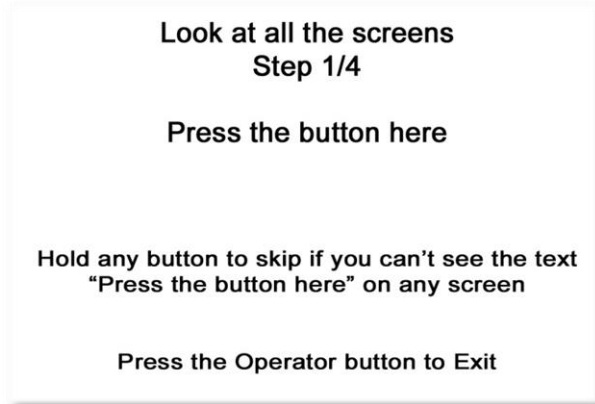 Look at all the screens
Step 1/4
Press the button here
Hold any button to skip if you can’t see the text
“Press the button here” on any screen
Press the Operator button to Exit